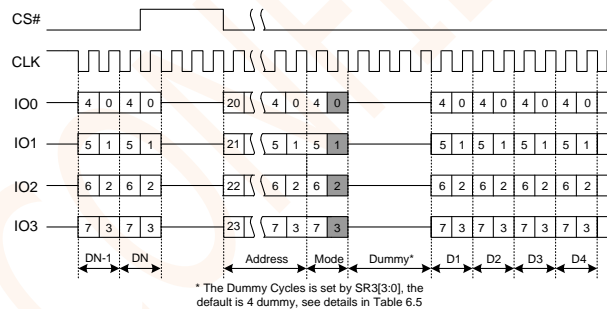 CS#
CLK
IO0 4 0 4 0 20 4 0 4 0 4 0 4 0 4 0 4 0
IO1 5 1 5 1 21 5 1 5 1 5 1 5 1 5 1 5 1
IO2 6 2 6 2 22 6 2 6 2 6 2 6 2 6 2 6 2
IO3 7 3 7 3 23 7 3 7 3 7 3 7 3 7 3 7 3
DN-1 DN Address Mode Dummy* D1 D2 D3 D4
* The Dummy Cycles is set by SR3[3:0], the
default is 4 dummy, see details in Table 6.5